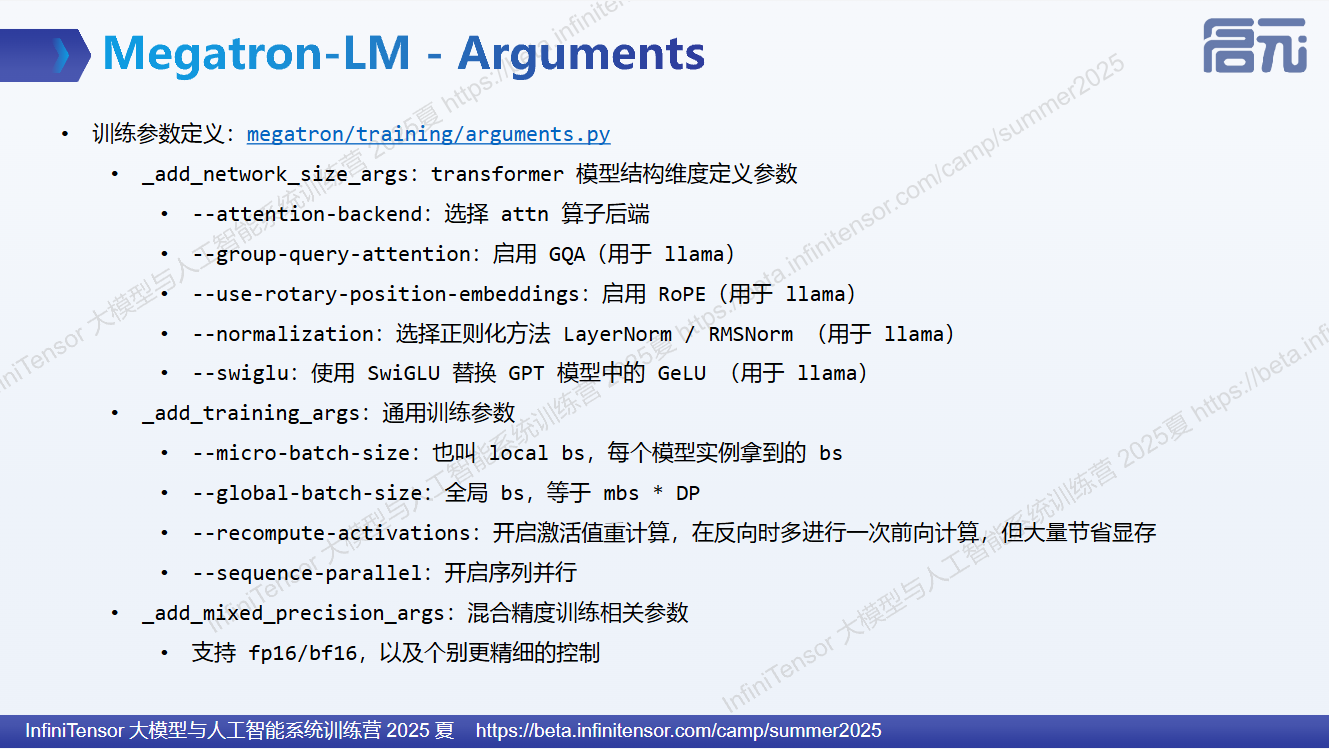 Megatron-LM - Arguments
启元
• 训练参数定义：megatron/training/arguments.py
• _add_network_size_args：transformer 模型结构维度定义参数
• --attention-backend：选择 attn 算子后端
• --group-query-attention：启用 GQA（用于 llama）
• --use-rotary-position-embeddings：启用 RoPE（用于 llama）
• --normalization：选择正则化方法 LayerNorm / RMSNorm （用于 llama）
• --swiglu：使用 SwiGLU 替换 GPT 模型中的 GeLU （用于 llama）
• _add_training_args：通用训练参数
• --micro-batch-size：也叫 local bs，每个模型实例拿到的 bs
• --global-batch-size：全局 bs，等于 mbs * DP
• --recompute-activations：开启激活值重计算，在反向时多进行一次前向计算，但大量节省显存
• --sequence-parallel：开启序列并行
• _add_mixed_precision_args：混合精度训练相关参数
• 支持 fp16/bf16，以及个别更精细的控制
InfiniTensor 大模型与人工智能系统训练营 2025夏 https://beta.infinitensor.com/camp/summer2025
InfiniTensor 大模型与人工智能系统训练营 2025 夏 https://beta.infinitensor.com/camp/summer2025